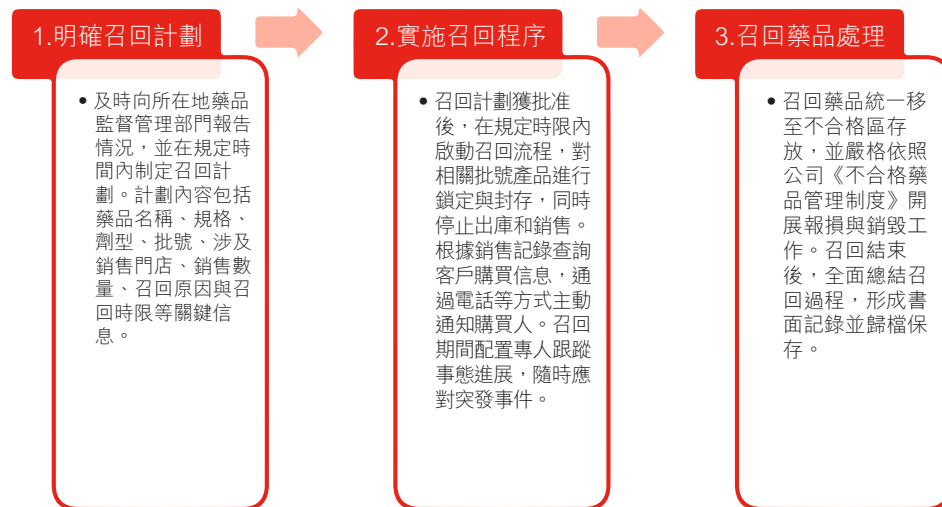 1.明確召回計劃
• 及時向所在地藥品
監督管理部門報告
情況，並在規定時
間內制定召回計
劃。計劃內容包括
藥品名稱、規格、
劑型、批號、涉及
銷售門店、銷售數
量、召回原因與召
回時限等關鍵信
息。
2.實施召回程序
• 召回計劃獲批准
後，在規定時限內
啟動召回流程，對
相關批號產品進行
鎖定與封存，同時
停止出庫和銷售。
根據銷售記錄查詢
客戶購買信息，通
過電話等方式主動
通知購買人。召回
期間配置專人跟蹤
事態進展，隨時應
對突發事件。
3.召回藥品處理
• 召回藥品統一移
至不合格區存
放，並嚴格依照
公司《不合格藥
品管理制度》開
展報損與銷毀工
作。召回結束
後，全面總結召
回過程，形成書
面記錄並歸檔保
存。